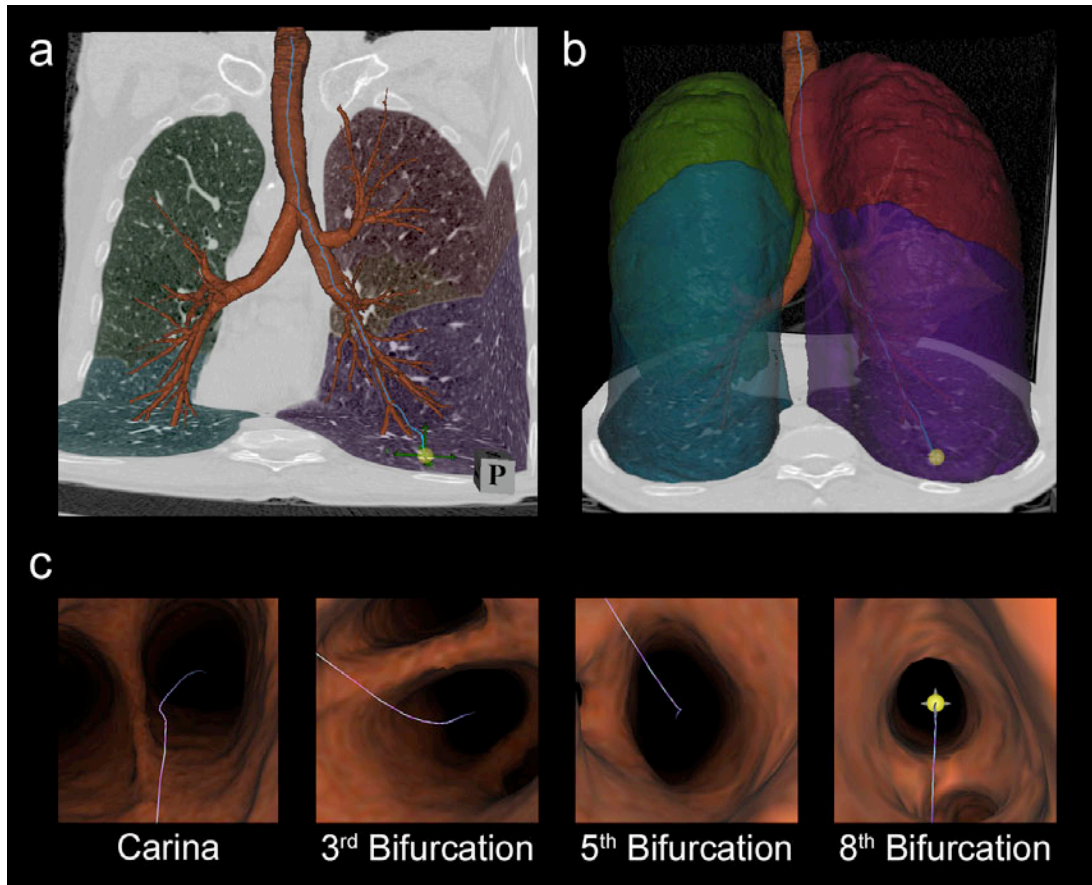 a
b
P
c
Carina
3rd Bifurcation
5th Bifurcation
8th Bifurcation